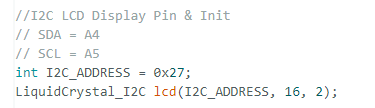 //I2C LCD Display Pin & Init
// SDA = A4
// SCL = A5
int I2C_ADDRESS = 0x27;
LiquidCrystal_I2C lcd(I2C_ADDRESS, 16, 2);